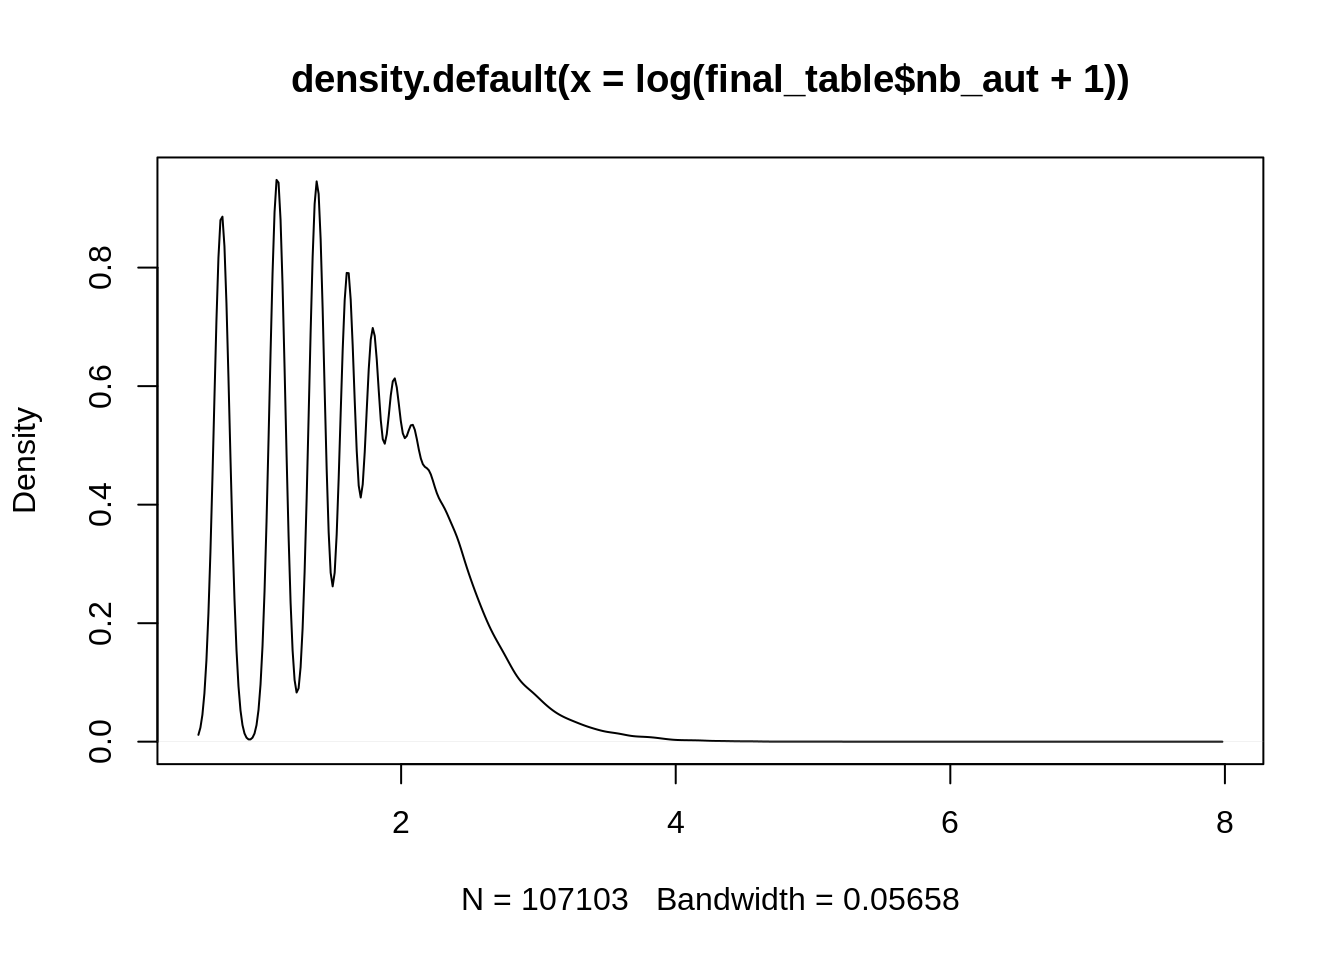 density.default(x = log(final_table$nb_aut + 1))
Density
0.0 0.2 0.4 0.6 0.8
2 4 6 8
N = 107103   Bandwidth = 0.05658